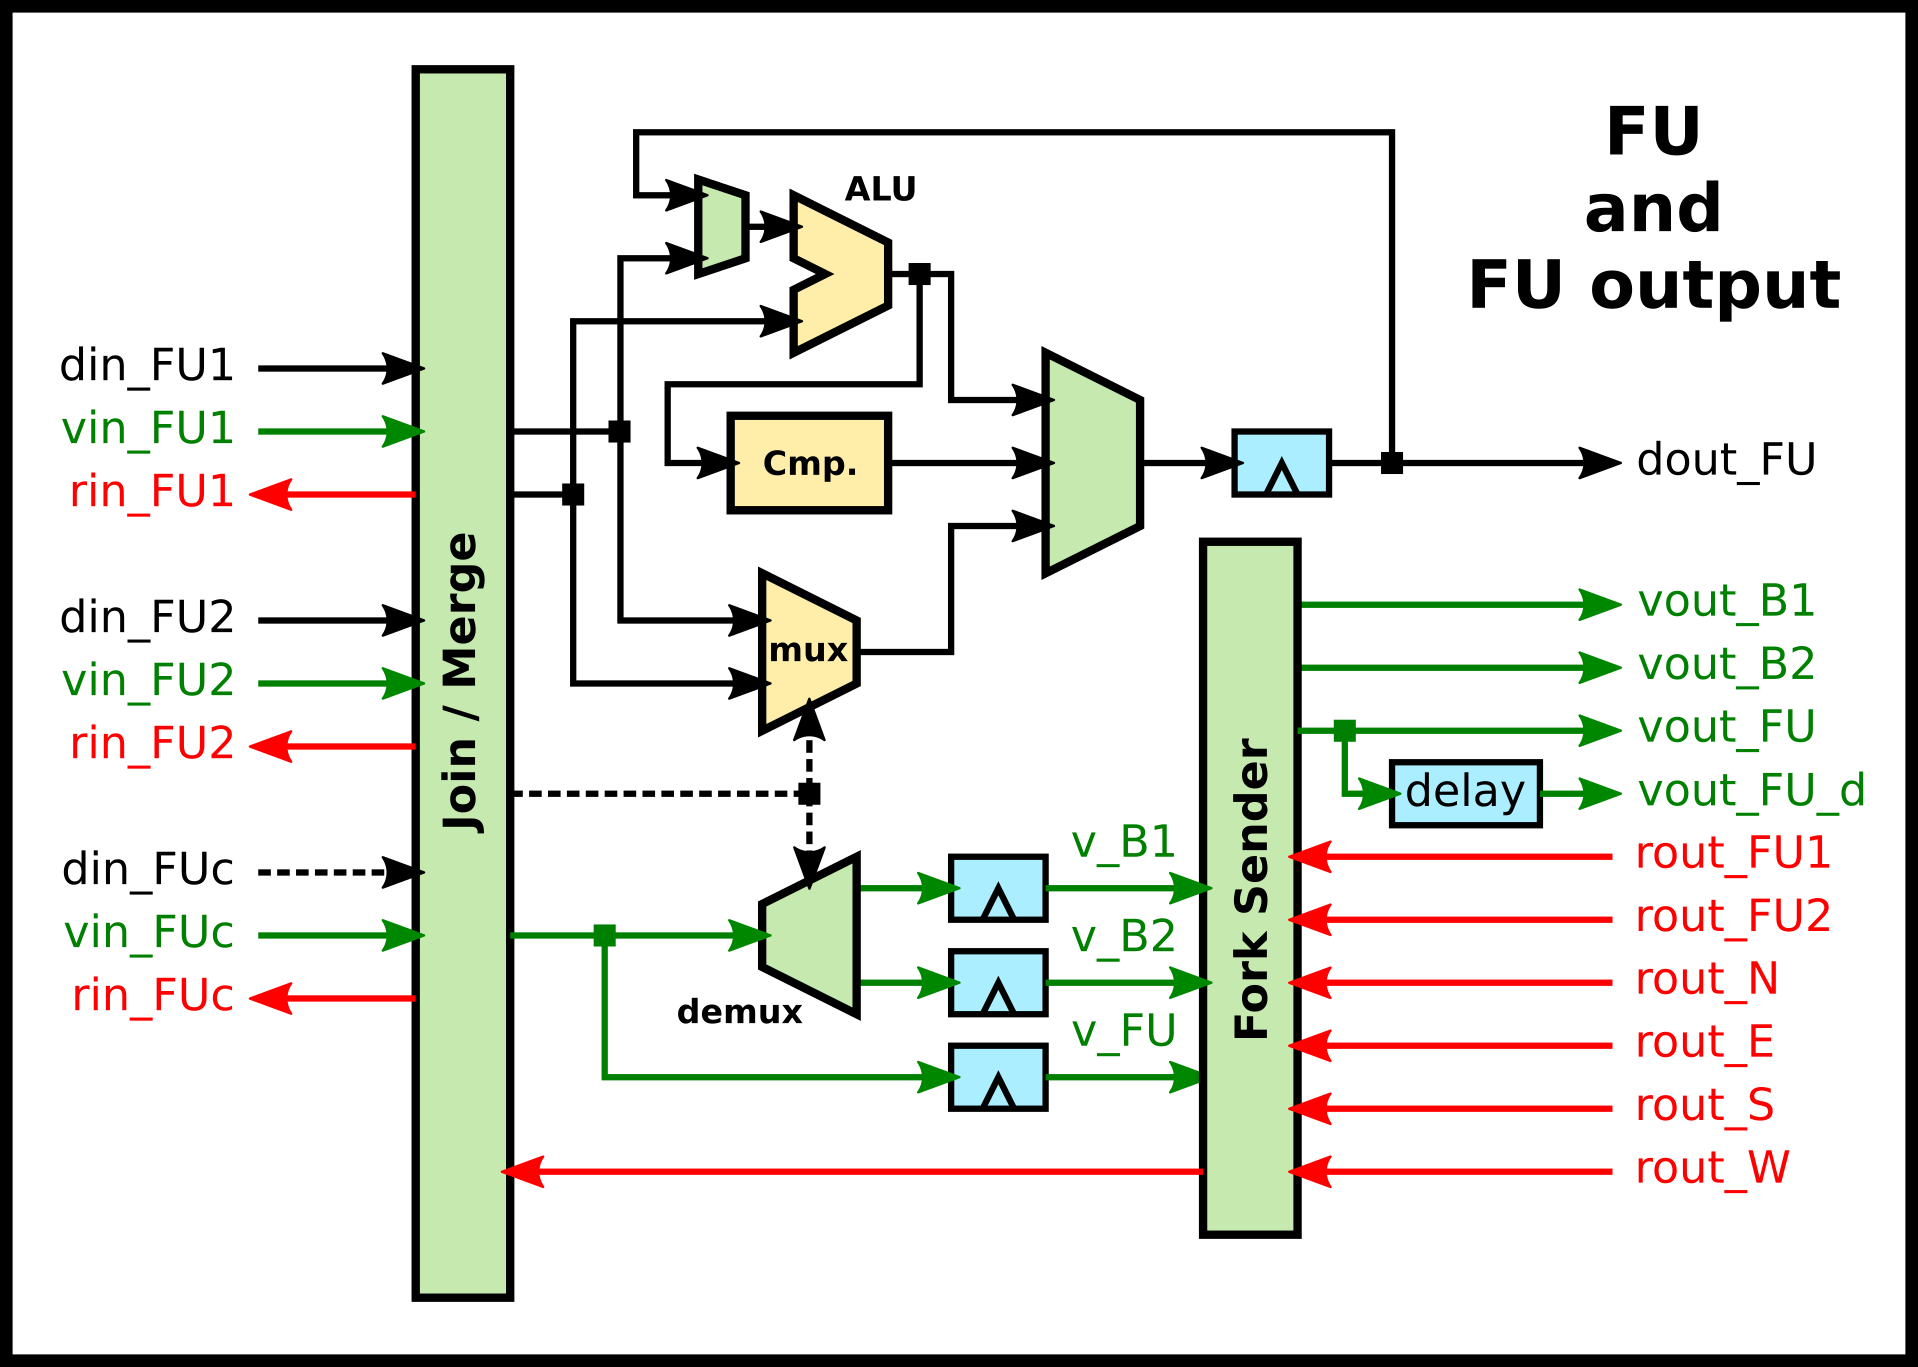 FU
and
FU output
ALU
din_FU1
vin_FU1
rin_FU1
din_FU2
vin_FU2
rin_FU2
din_FUc
vin_FUc
rin_FUc
Join / Merge
Cmp.
mux
demux
v_B1
v_B2
v_FU
Fork Sender
dout_FU
vout_B1
vout_B2
vout_FU
delay
vout_FU_d
rout_FU1
rout_FU2
rout_N
rout_E
rout_S
rout_W